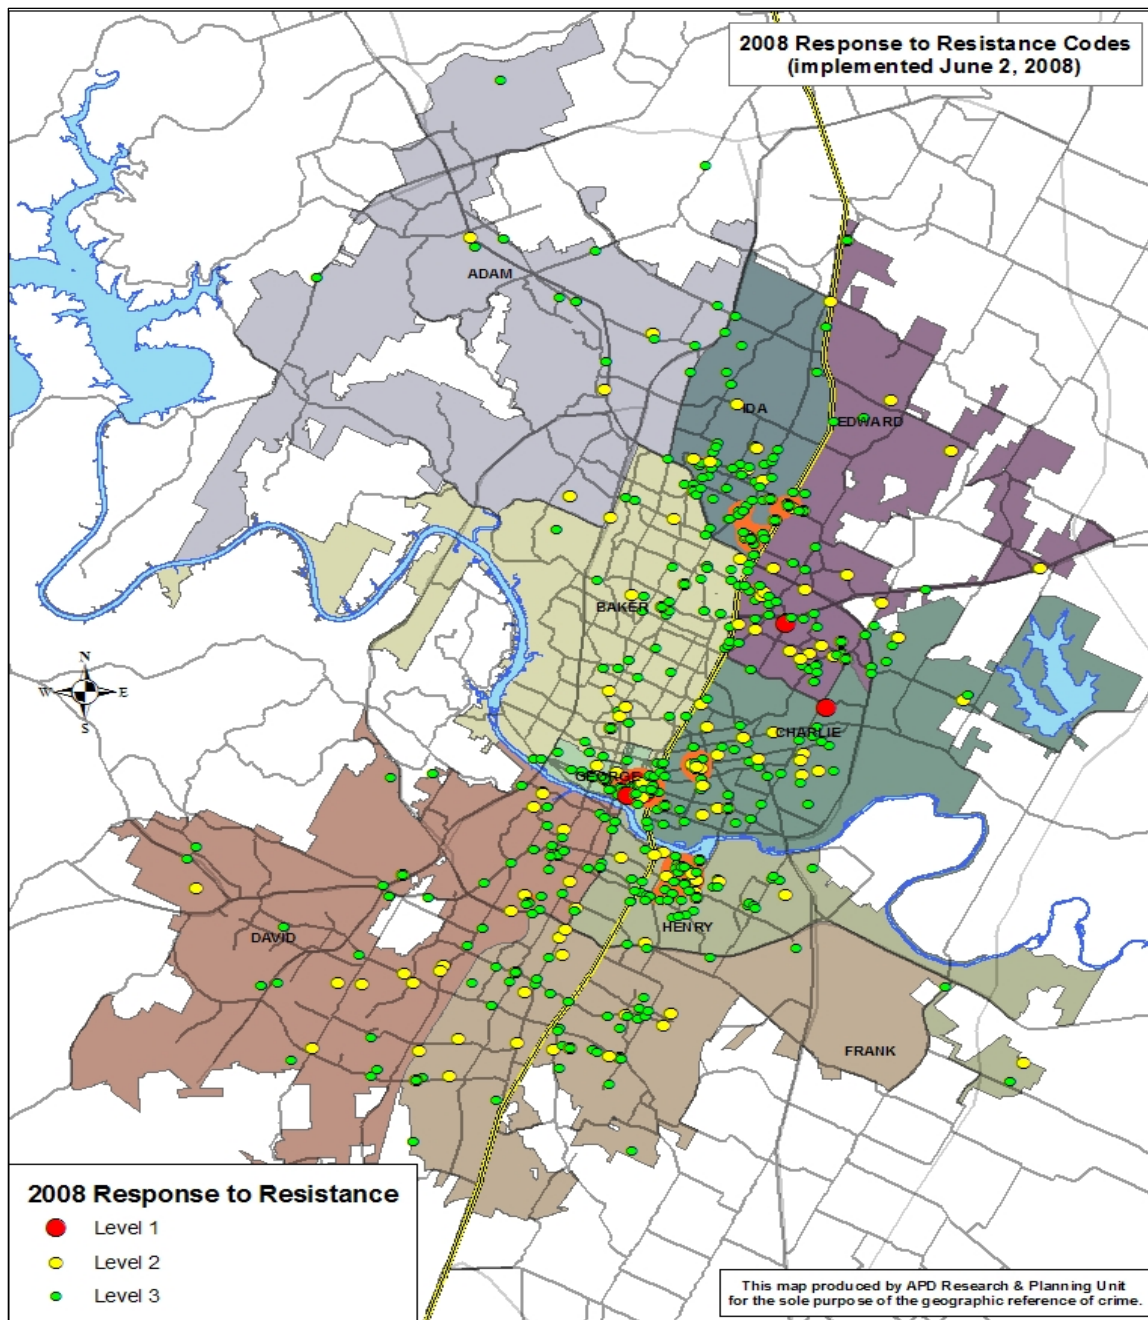 2008 Response to Resistance Codes
(implemented June 2, 2008)
ADAM
IDA
EDWARD
BAKER
N
W E
S
CHARLIE
GEORGE
HENRY
DAVID
FRANK
2008 Response to Resistance
Level 1
Level 2
Level 3
This map produced by APD Research & Planning Unit
for the sole purpose of the geographic reference of crime.